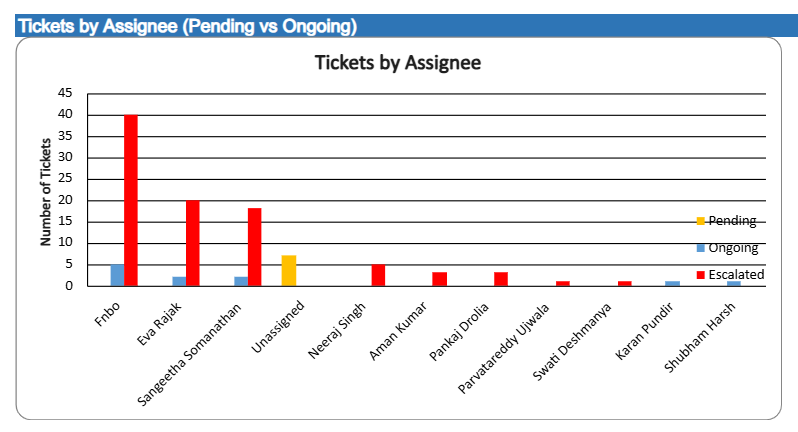 Tickets by Assignee (Pending vs Ongoing)
Tickets by Assignee
Number of Tickets
45
40
35
30
25
20
15
10
5
0
Pending
Ongoing
Escalated
Fnbo
Eva Rajak
Sangeetha Somanathan
Unassigned
Neeraj Singh
Aman Kumar
Pankaj Drolia
Parvatareddy Ujwala
Swati Deshmanya
Karan Pundir
Shubham Harsh